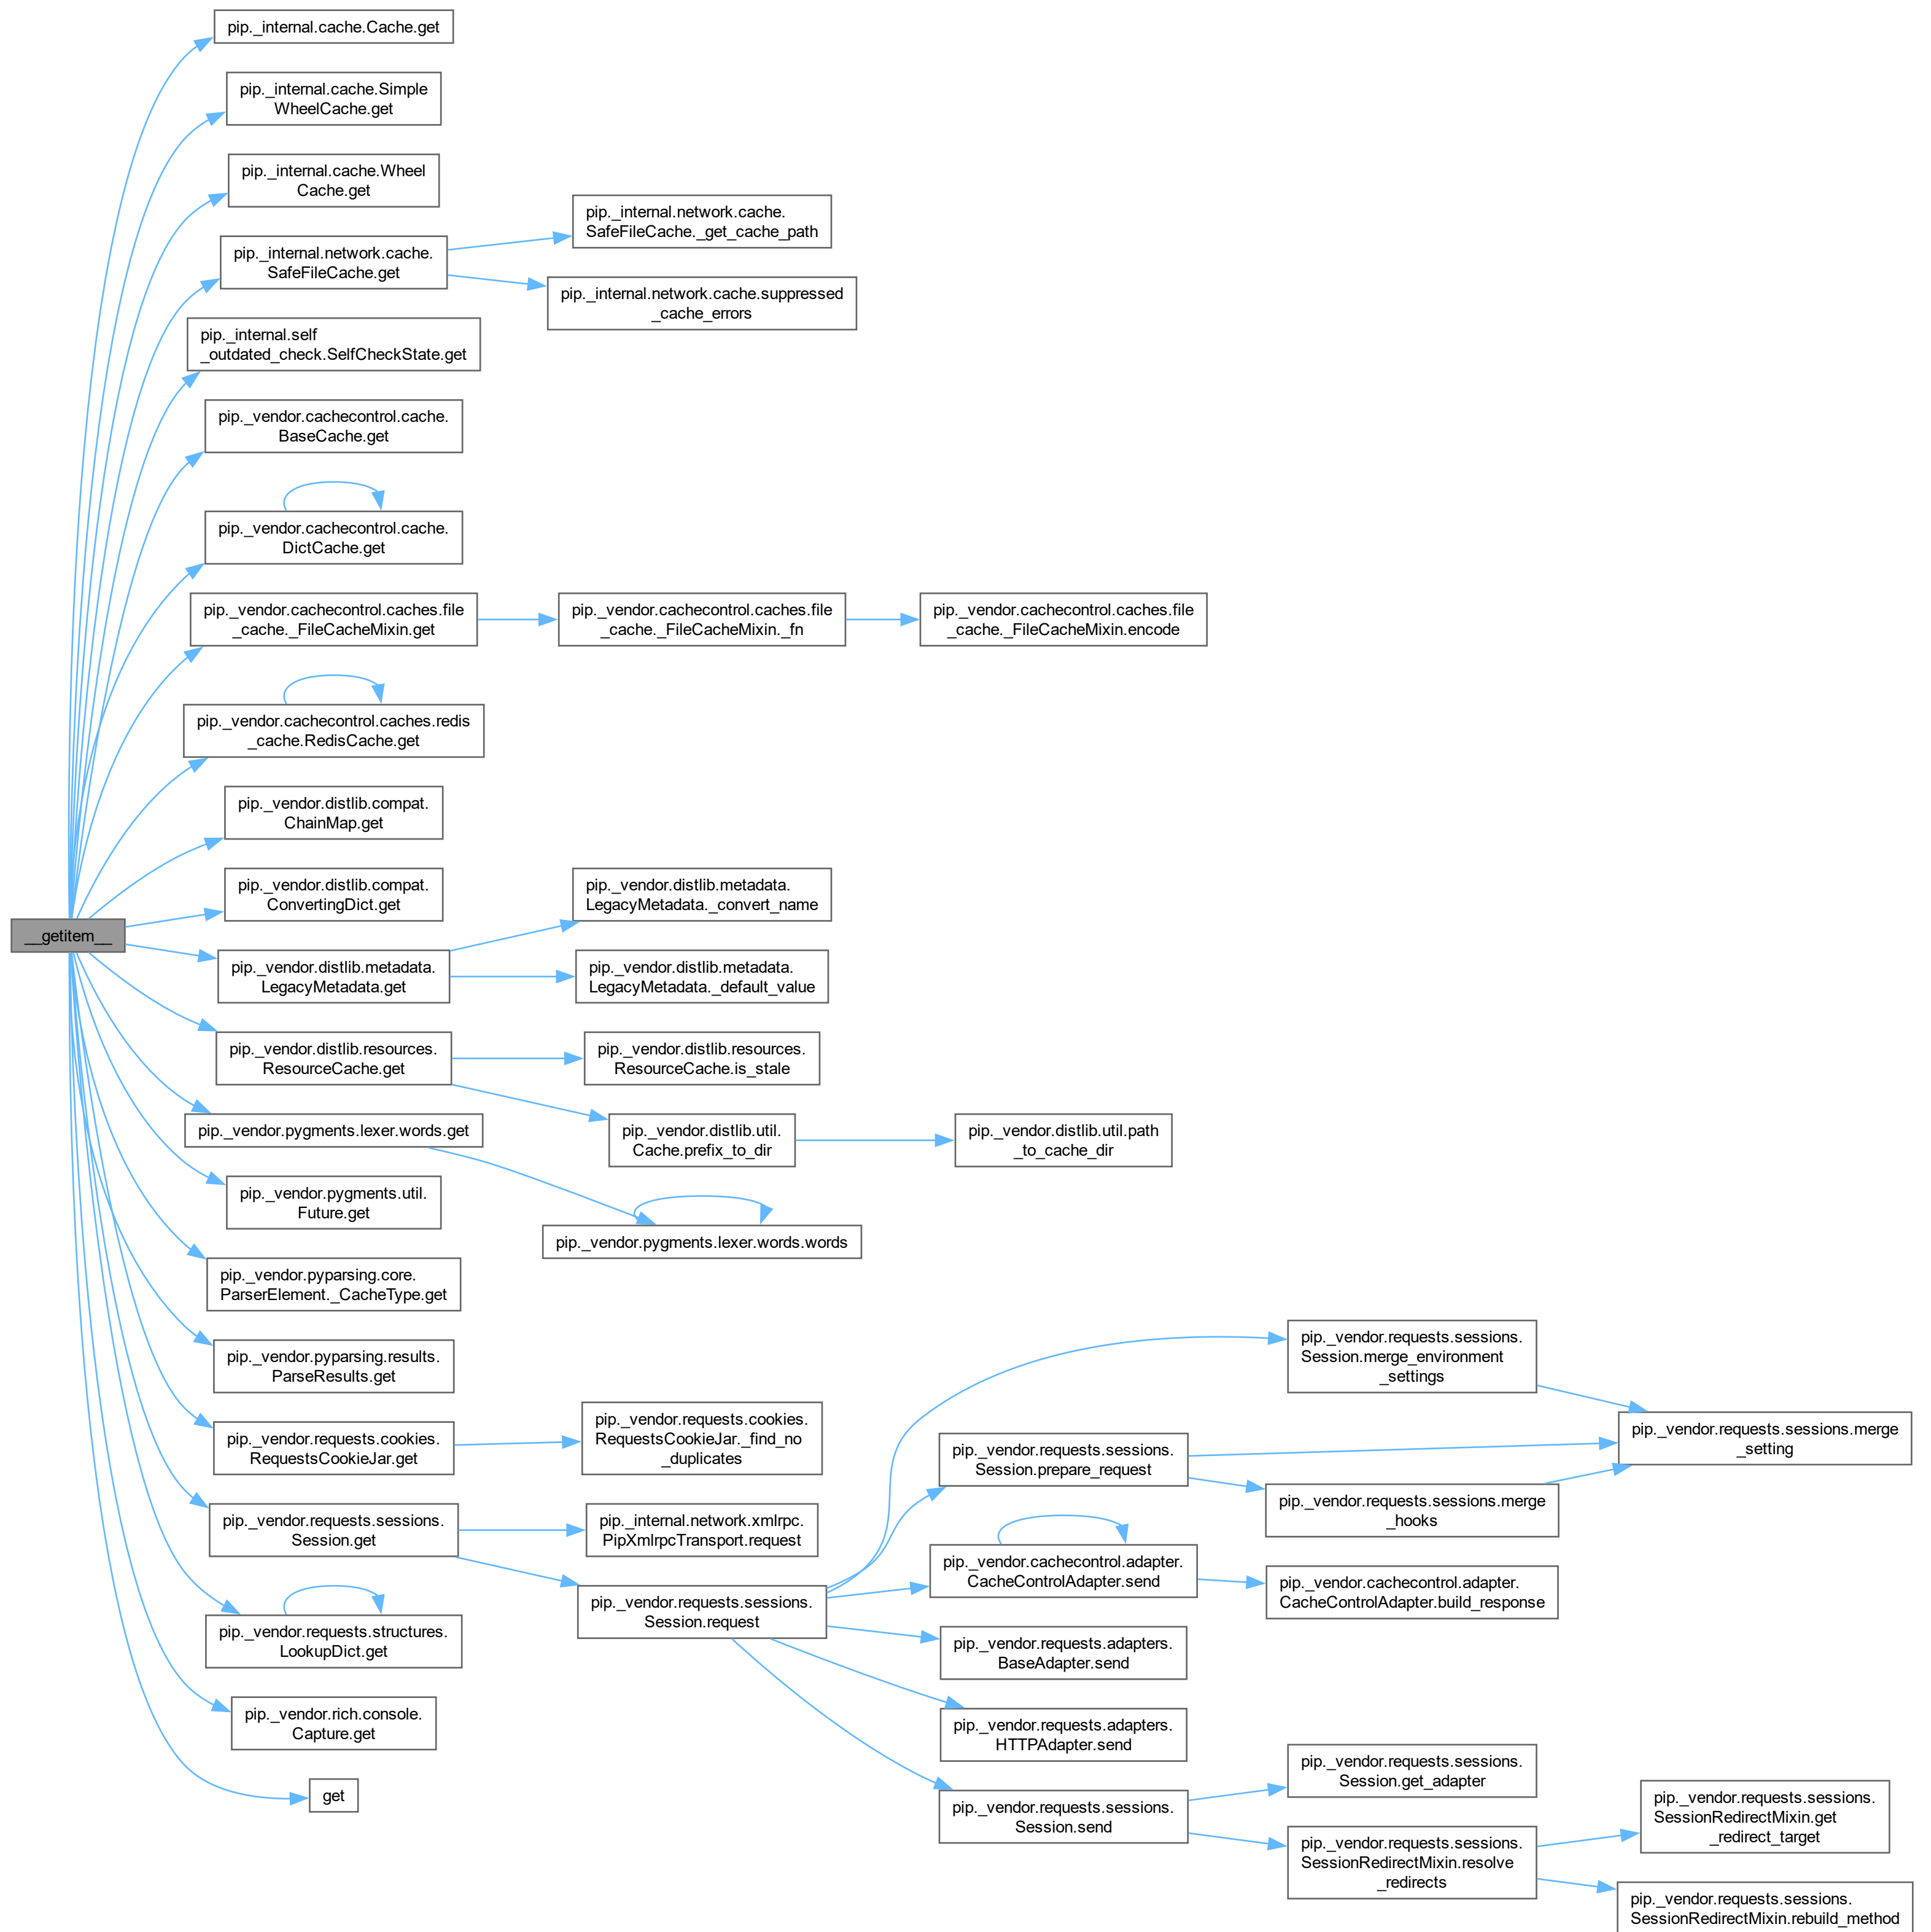 __getitem__
pip._internal.cache.Cache.get
pip._internal.cache.Simple
WheelCache.get
pip._internal.cache.Wheel
Cache.get
pip._internal.network.cache.
SafeFileCache.get
pip._internal.network.cache.
SafeFileCache._get_cache_path
pip._internal.network.cache.suppressed
_cache_errors
pip._internal.self
_outdated_check.SelfCheckState.get
pip._vendor.cachecontrol.cache.
BaseCache.get
pip._vendor.cachecontrol.cache.
DictCache.get
pip._vendor.cachecontrol.caches.file
_cache._FileCacheMixin.get
pip._vendor.cachecontrol.caches.file
_cache._FileCacheMixin._fn
pip._vendor.cachecontrol.caches.file
_cache._FileCacheMixin.encode
pip._vendor.cachecontrol.caches.redis
_cache.RedisCache.get
pip._vendor.distlib.compat.
ChainMap.get
pip._vendor.distlib.compat.
ConvertingDict.get
pip._vendor.distlib.metadata.
LegacyMetadata.get
pip._vendor.distlib.metadata.
LegacyMetadata._convert_name
pip._vendor.distlib.metadata.
LegacyMetadata._default_value
pip._vendor.distlib.resources.
ResourceCache.get
pip._vendor.distlib.resources.
ResourceCache.is_stale
pip._vendor.distlib.util.
Cache.prefix_to_dir
pip._vendor.distlib.util.path
_to_cache_dir
pip._vendor.pygments.lexer.words.get
pip._vendor.pygments.lexer.words.words
pip._vendor.pygments.util.
Future.get
pip._vendor.pyparsing.core.
ParserElement._CacheType.get
pip._vendor.pyparsing.results.
ParseResults.get
pip._vendor.requests.cookies.
RequestsCookieJar.get
pip._vendor.requests.cookies.
RequestsCookieJar._find_no
_duplicates
pip._vendor.requests.sessions.
Session.get
pip._internal.network.xmlrpc.
PipXmlrpcTransport.request
pip._vendor.requests.sessions.
Session.request
pip._vendor.requests.sessions.
Session.merge_environment
_settings
pip._vendor.requests.sessions.merge
_setting
pip._vendor.requests.sessions.
Session.prepare_request
pip._vendor.requests.sessions.merge
_hooks
pip._vendor.cachecontrol.adapter.
CacheControlAdapter.send
pip._vendor.cachecontrol.adapter.
CacheControlAdapter.build_response
pip._vendor.requests.adapters.
BaseAdapter.send
pip._vendor.requests.adapters.
HTTPAdapter.send
pip._vendor.requests.sessions.
Session.send
pip._vendor.requests.sessions.
Session.get_adapter
pip._vendor.requests.sessions.
SessionRedirectMixin.resolve
_redirects
pip._vendor.requests.sessions.
SessionRedirectMixin.get
_redirect_target
pip._vendor.requests.sessions.
SessionRedirectMixin.rebuild_method
pip._vendor.requests.structures.
LookupDict.get
pip._vendor.rich.console.
Capture.get
get